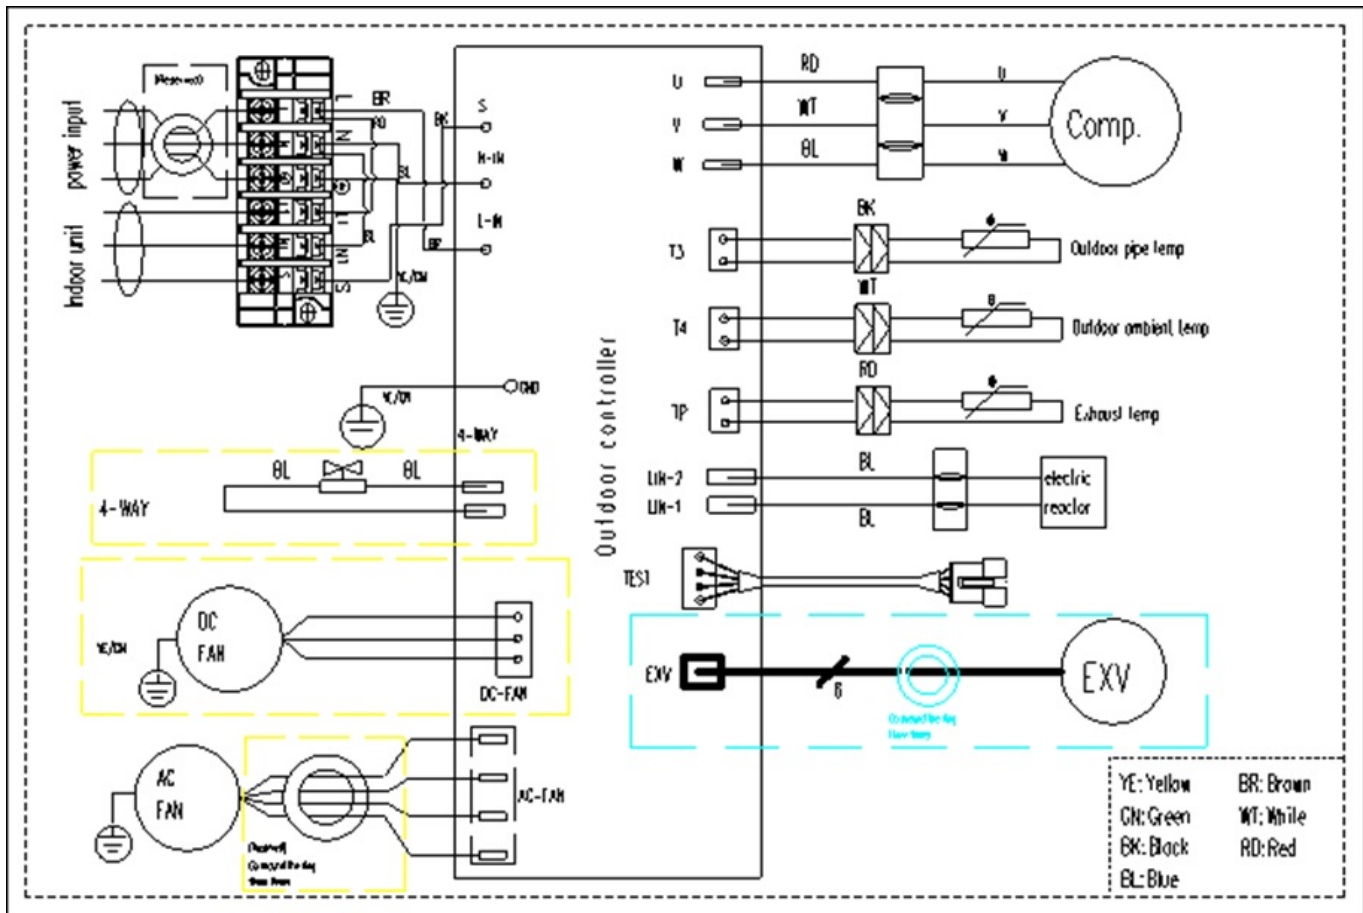 (Reserved)
power input
Indoor unit
L
N
S
BR
RD
BL
BL
BK
BR
YE/GN
S
N-IN
L-IN
GND
YE/GN
4-WAY
4-WAY
BL
BL
DC
FAN
YE/GN
DC-FAN
AC
FAN
AC-FAN
Outdoor controller
U
V
W
RD
WT
BL
U
V
W
Comp.
T3
BK
Outdoor pipe temp
T4
WT
θ
Outdoor ambient temp
TP
RD
Exhaust temp
LIN-2
LIN-1
BL
BL
electric
reactor
TEST
EXV
6
EXV
YE: Yellow
BR: Brown
GN: Green
WT: White
BK: Black
RD: Red
BL: Blue